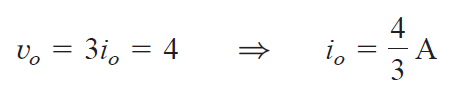 v_o = 3i_o = 4 ⇒ i_o = 4/3 A